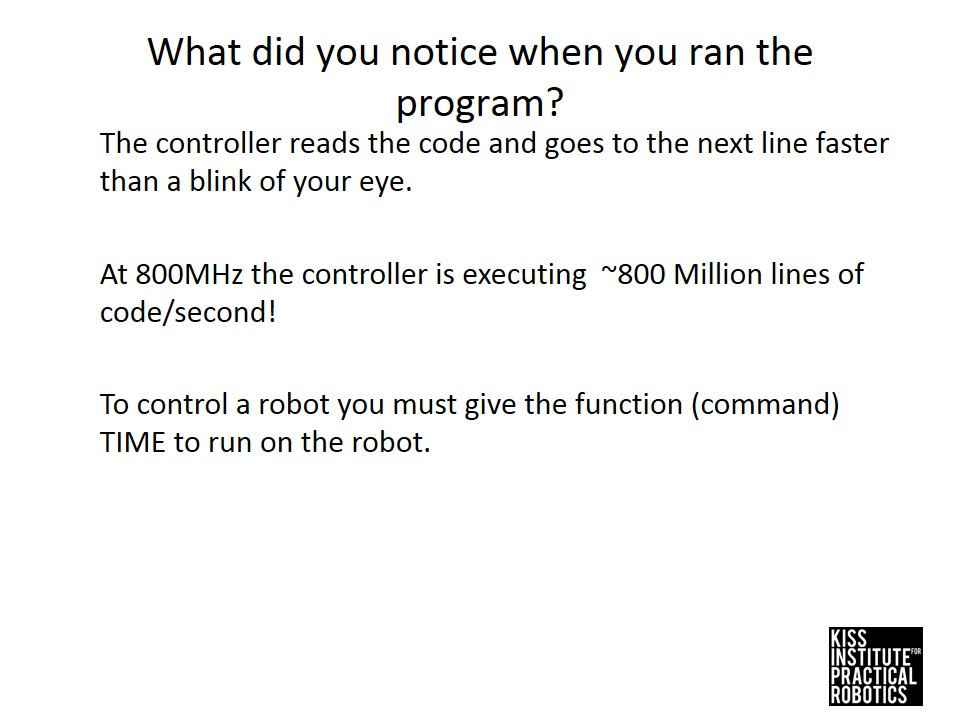 What did you notice when you ran the
program?
The controller reads the code and goes to the next line faster
than a blink of your eye.
At 800MHz the controller is executing  ~800 Million lines of
code/second!
To control a robot you must give the function (command)
TIME to run on the robot.
KISS
INSTITUTE FOR
PRACTICAL
ROBOTICS